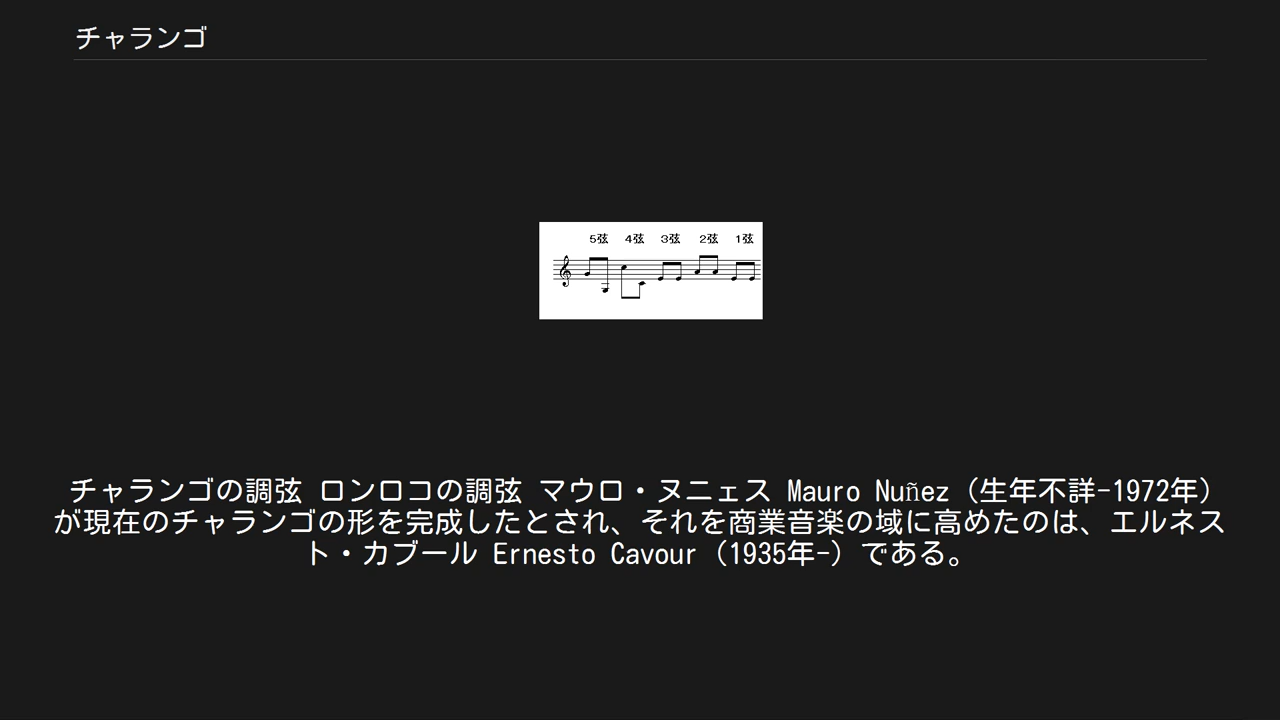 チャランゴ
5弦 4弦 3弦 2弦 1弦
チャランゴの調弦 ロンロコの調弦 マウロ・ヌニェス Mauro Nuñez（生年不詳-1972年）
が現在のチャランゴの形を完成したとされ、それを商業音楽の域に高めたのは、エルネス
ト・カブール Ernesto Cavour（1935年-）である。